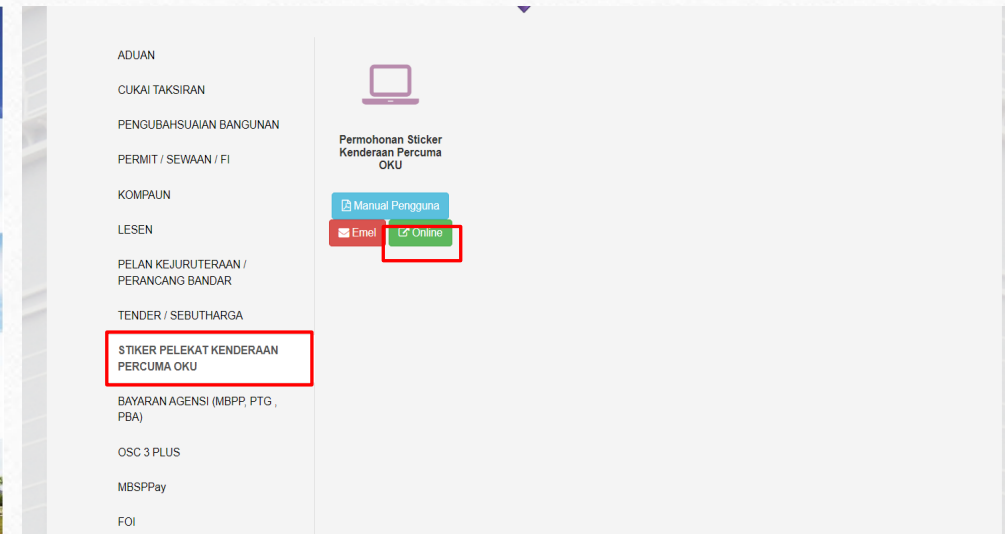 ADUAN
CUKAI TAKSIRAN
PENGUBAHSUAIAN BANGUNAN
PERMIT / SEWAAN / FI
KOMPAUN
LESEN
PELAN KEJURUTERAAN /
PERANCANG BANDAR
TENDER / SEBUTHARGA
STIKER PELEKAT KENDERAAN
PERCUMA OKU
BAYARAN AGENSI (MBPP, PTG ,
PBA)
OSC 3 PLUS
MBSPPay
FOI
Permohonan Sticker
Kenderaan Percuma
OKU
Manual Pengguna
Emel
Online